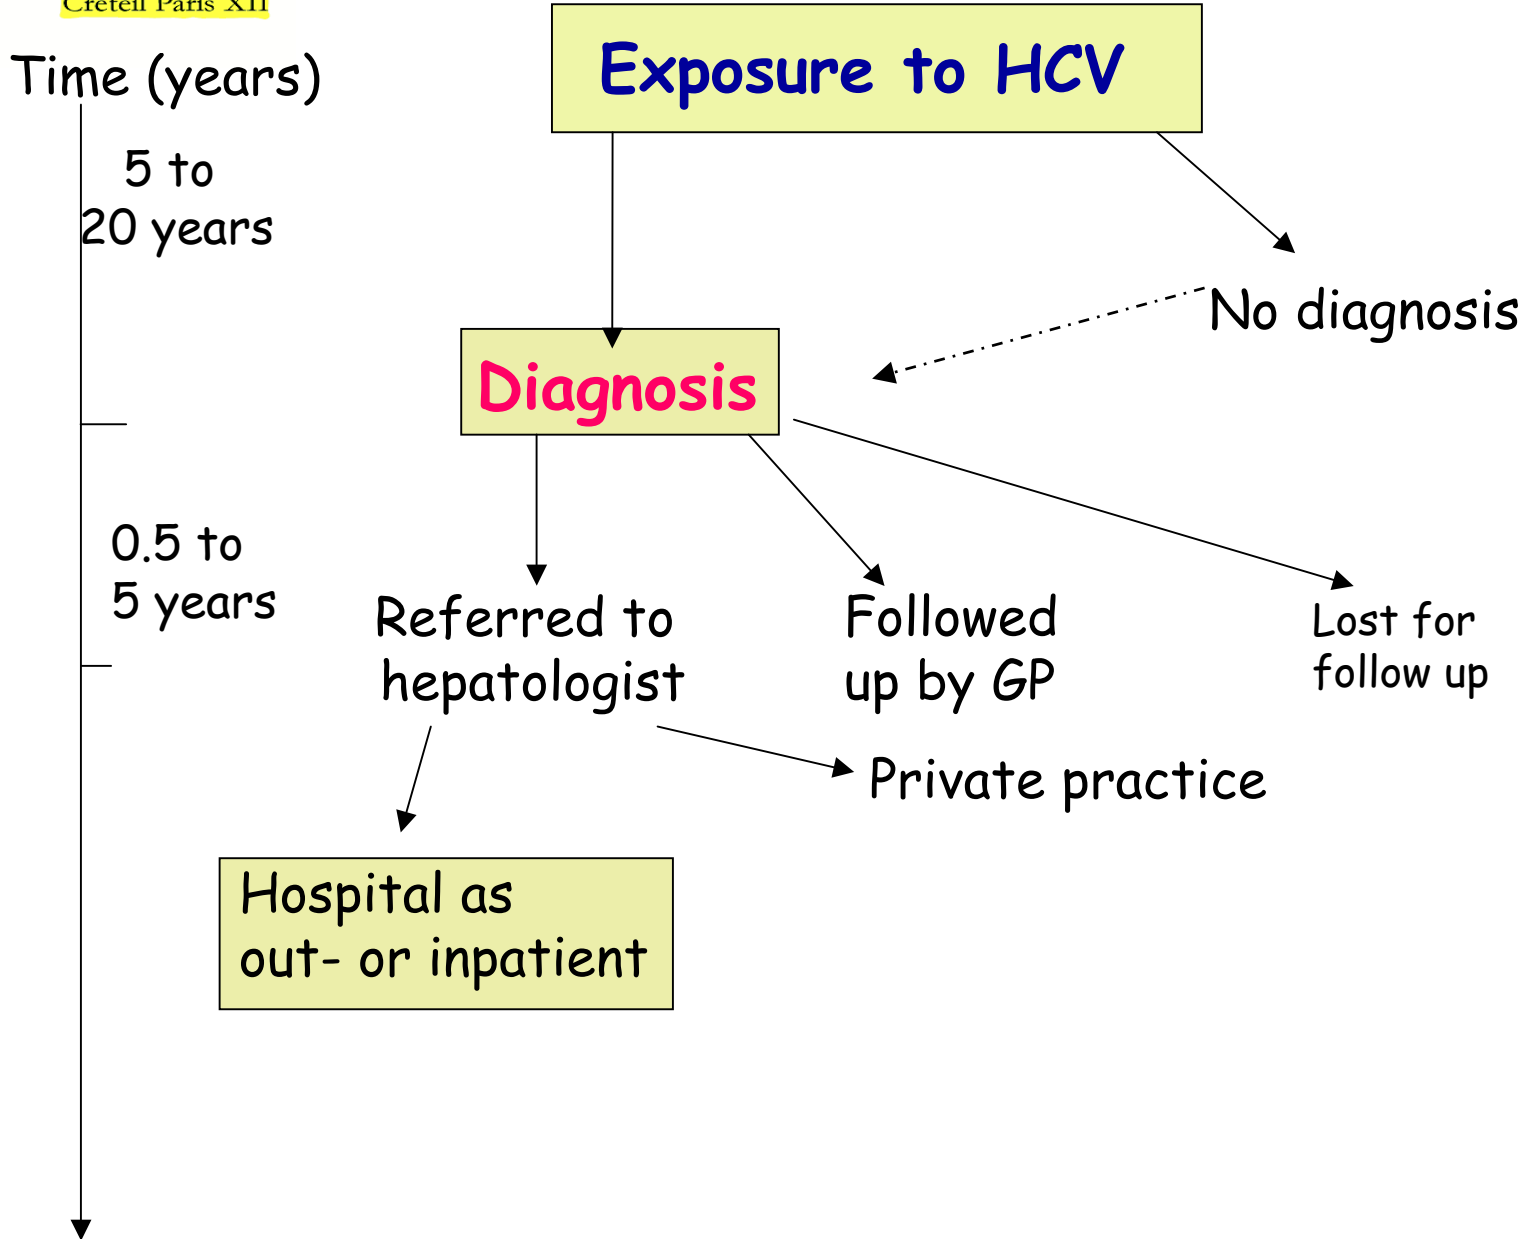 Créteil Paris XII
Time (years)
Exposure to HCV
5 to
20 years
No diagnosis
Diagnosis
0.5 to
5 years
Referred to
hepatologist
Followed
up by GP
Lost for
follow up
Private practice
Hospital as
out- or inpatient